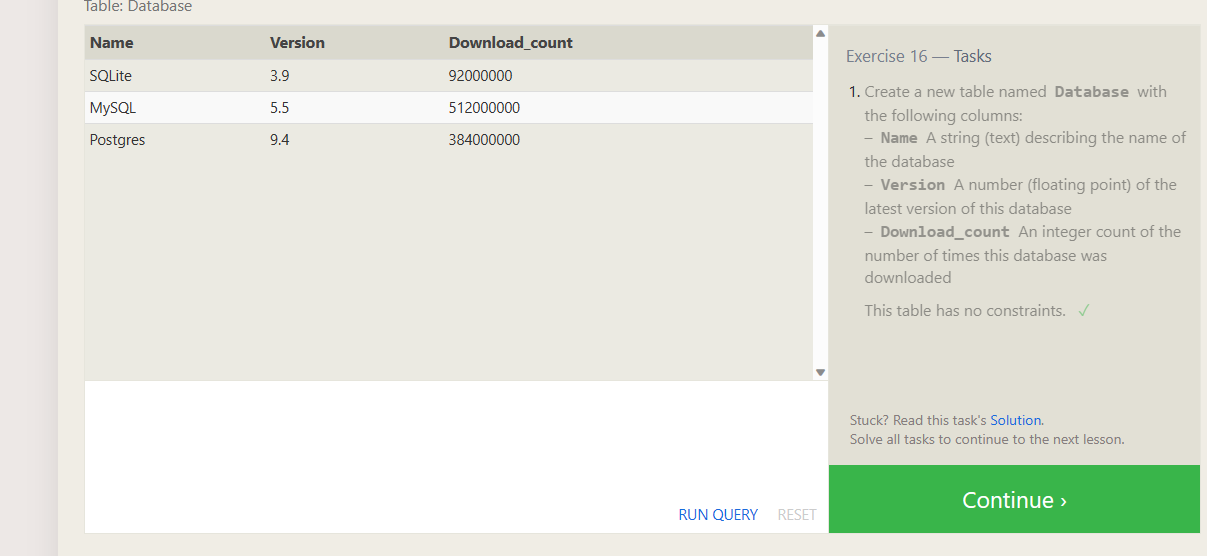 Table: Database
Name Version Download_count
SQLite 3.9 92000000
MySQL 5.5 512000000
Postgres 9.4 384000000
RUN QUERY RESET
Exercise 16 — Tasks
1. Create a new table named Database with
the following columns:
– Name A string (text) describing the name of
the database
– Version A number (floating point) of the
latest version of this database
– Download_count An integer count of the
number of times this database was
downloaded
This table has no constraints. ✓
Stuck? Read this task's Solution.
Solve all tasks to continue to the next lesson.
Continue ›